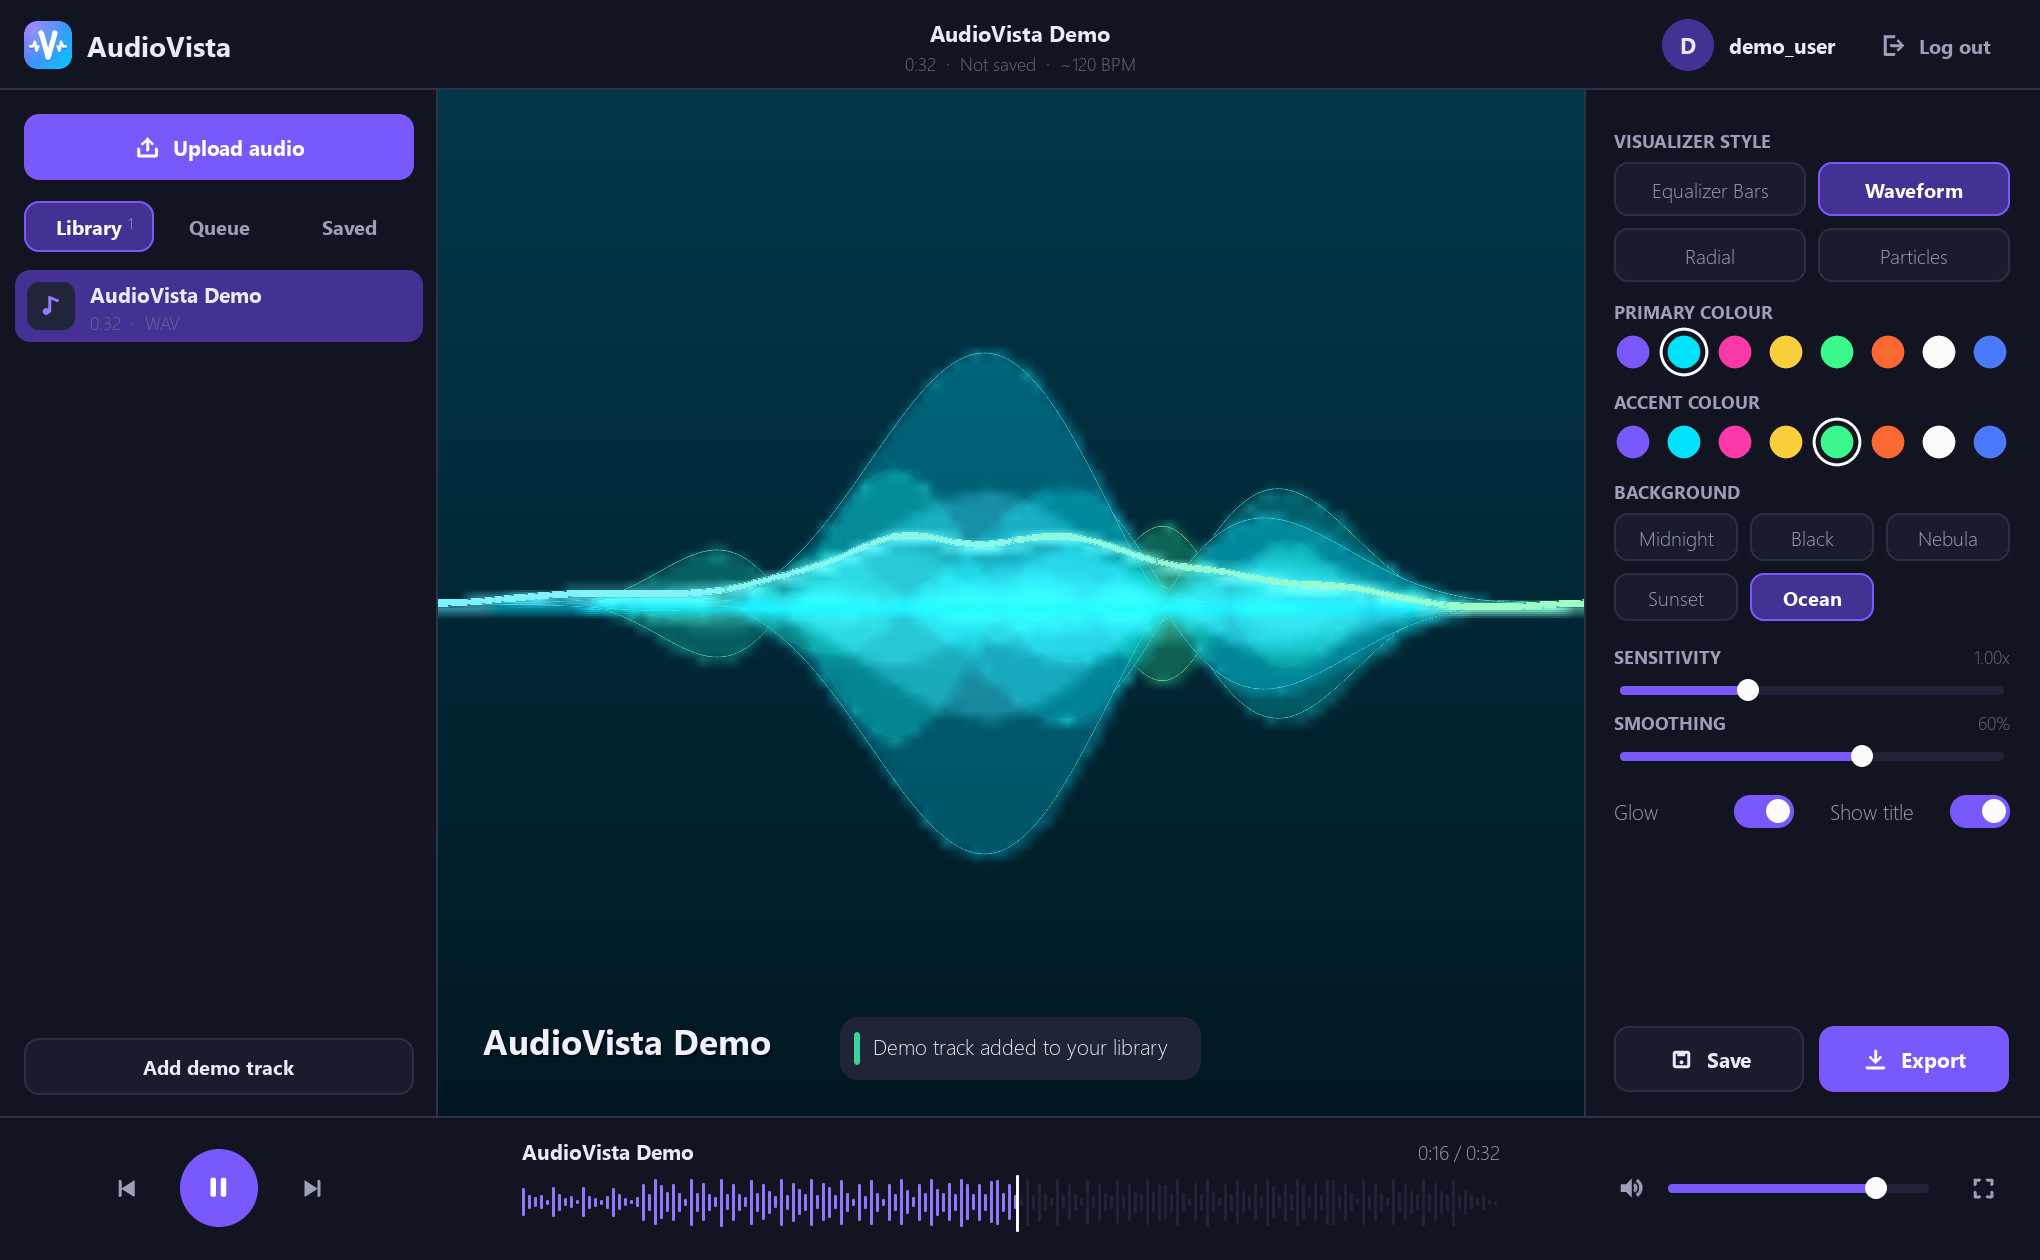 AudioVista
AudioVista Demo
0:32 · Not saved · ~120 BPM
D
demo_user
Log out
Upload audio
Library 1
Queue
Saved
AudioVista Demo
0:32 · WAV
Add demo track
AudioVista Demo
Demo track added to your library
VISUALIZER STYLE
Equalizer Bars
Waveform
Radial
Particles
PRIMARY COLOUR
ACCENT COLOUR
BACKGROUND
Midnight
Black
Nebula
Sunset
Ocean
SENSITIVITY
1.00x
SMOOTHING
60%
Glow
Show title
Save
Export
AudioVista Demo
0:16 / 0:32